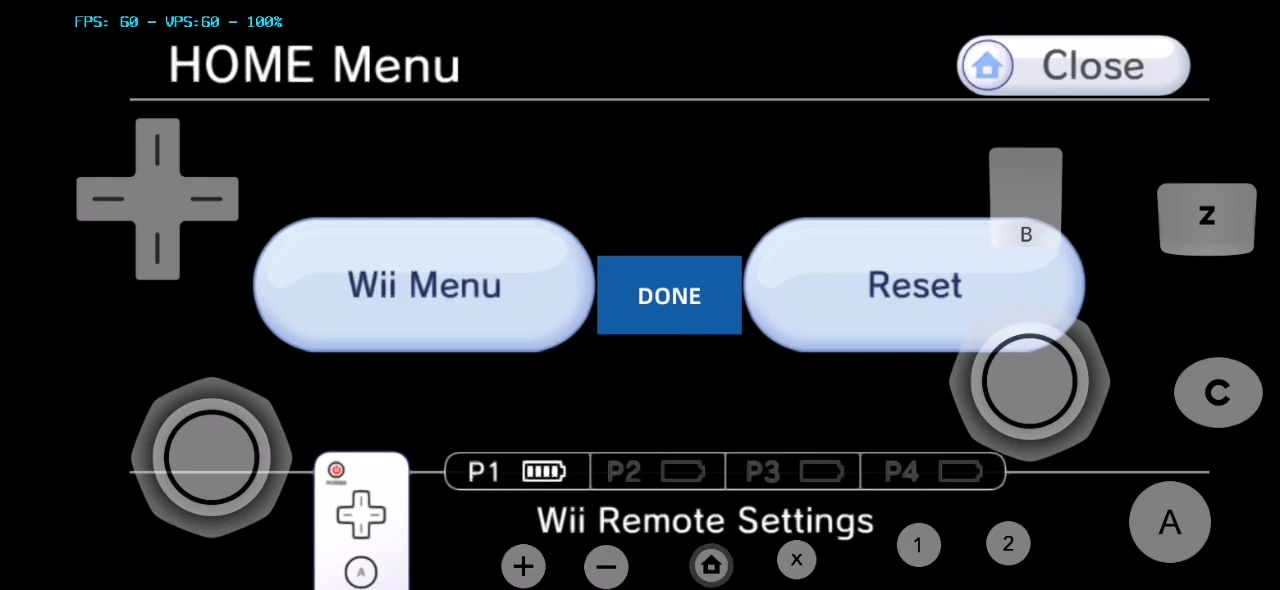 FPS: 60 - VPS:60 - 100%
HOME Menu
Close
B
Z
Wii Menu
DONE
Reset
C
P1
P2
P3
P4
POWER
Wii Remote Settings
A
1
2
+
-
x
A